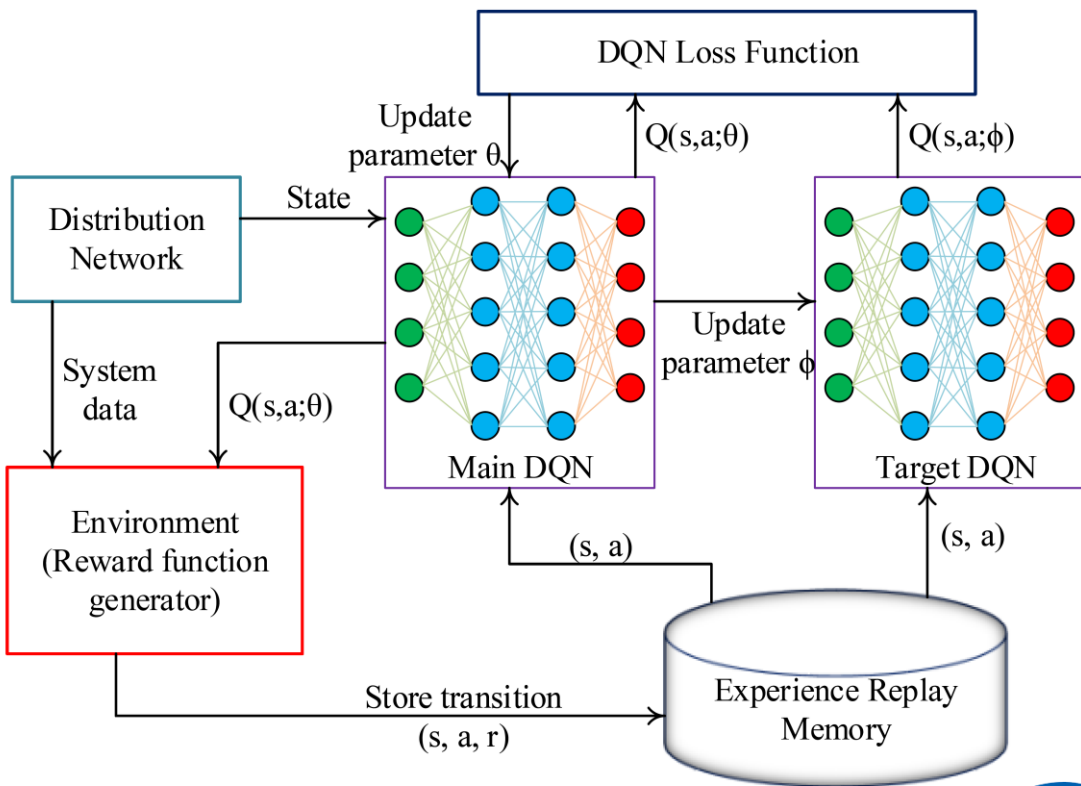 DQN Loss Function
Update
parameter θ
Q(s,a;θ)
Q(s,a;ϕ)
Distribution
Network
State
Update
parameter ϕ
System
data
Q(s,a;θ)
Main DQN
Target DQN
Environment
(Reward function
generator)
(s, a)
(s, a)
Store transition
(s, a, r)
Experience Replay
Memory